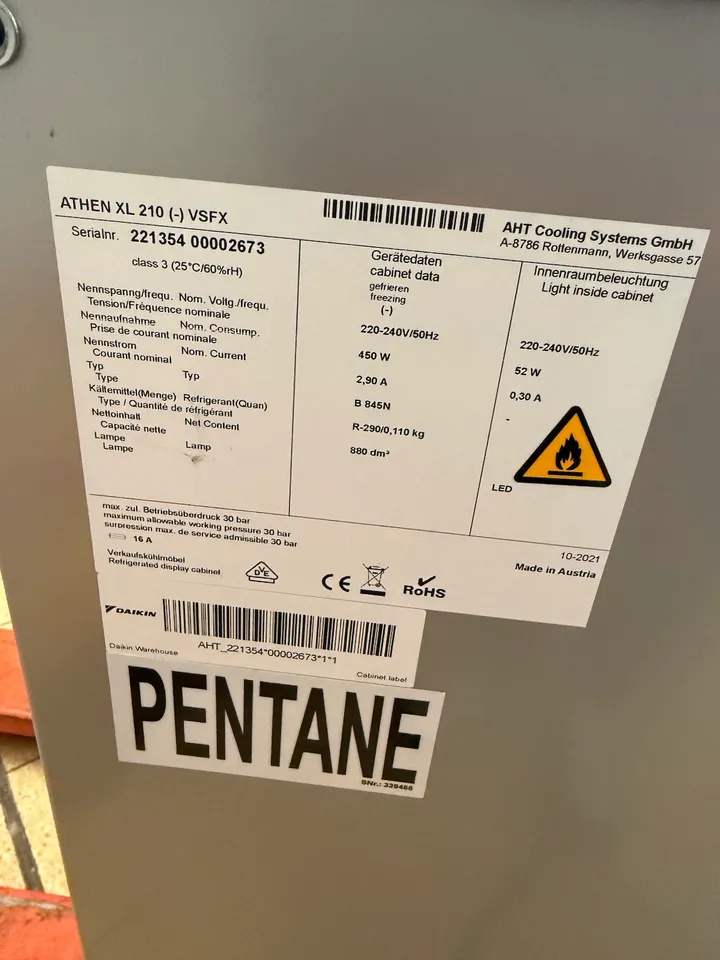 ATHEN XL 210 (-) VSFX
AHT Cooling Systems GmbH
A-8786 Rottenmann, Werksgasse 57
Serialnr. 221354 00002673
class 3 (25°C/60%rH)
Gerätedaten
cabinet data
gefrieren
freezing
(-)
Innenraumbeleuchtung
Light inside cabinet
Nennspanng/frequ. Nom. Voltg./frequ.
Tension/Fréquence nominale
220-240V/50Hz
220-240V/50Hz
Nennaufnahme Nom. Consump.
Prise de courant nominale
450 W
52 W
Nennstrom Nom. Current
Courant nominal
2,90 A
0,30 A
Typ Typ
Type
B 845N
-
Kältemittel(Menge) Refrigerant(Quan)
Type / Quantité de réfrigérant
R-290/0,110 kg
Nettoinhalt Net Content
Capacité nette
880 dm³
Lampe Lamp
Lampe
LED
max. zul. Betriebsüberdruck 30 bar
maximum allowable working pressure 30 bar
surpression max. de service admissible 30 bar
16 A
Verkaufskühlmöbel
Refrigerated display cabinet
DVE
CE
RoHS
10-2021
Made in Austria
DAIKIN
Daikin Warehouse
AHT_221354*00002673*1*1
Cabinet label
PENTANE
SNr.: 339485